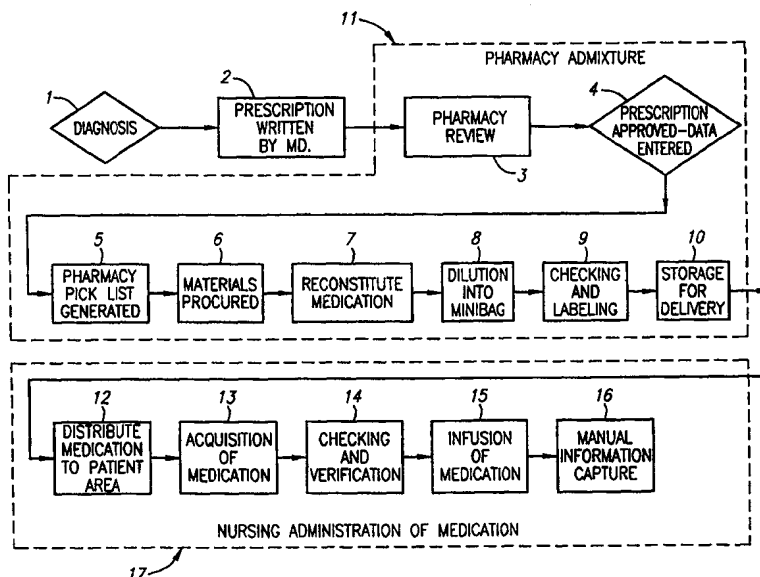 11
PHARMACY ADMIXTURE
1
DIAGNOSIS
2
PRESCRIPTION
WRITTEN
BY MD.
PHARMACY
REVIEW
3
4
PRESCRIPTION
APPROVED-DATA
ENTERED
5
PHARMACY
PICK LIST
GENERATED
6
MATERIALS
PROCURED
7
RECONSTITUTE
MEDICATION
8
DILUTION
INTO
MINIBAG
9
CHECKING
AND
LABELING
10
STORAGE
FOR
DELIVERY
12
DISTRIBUTE
MEDICATION
TO PATIENT
AREA
13
ACQUISITION
OF
MEDICATION
14
CHECKING
AND
VERIFICATION
15
INFUSION
OF
MEDICATION
16
MANUAL
INFORMATION
CAPTURE
NURSING ADMINISTRATION OF MEDICATION
17